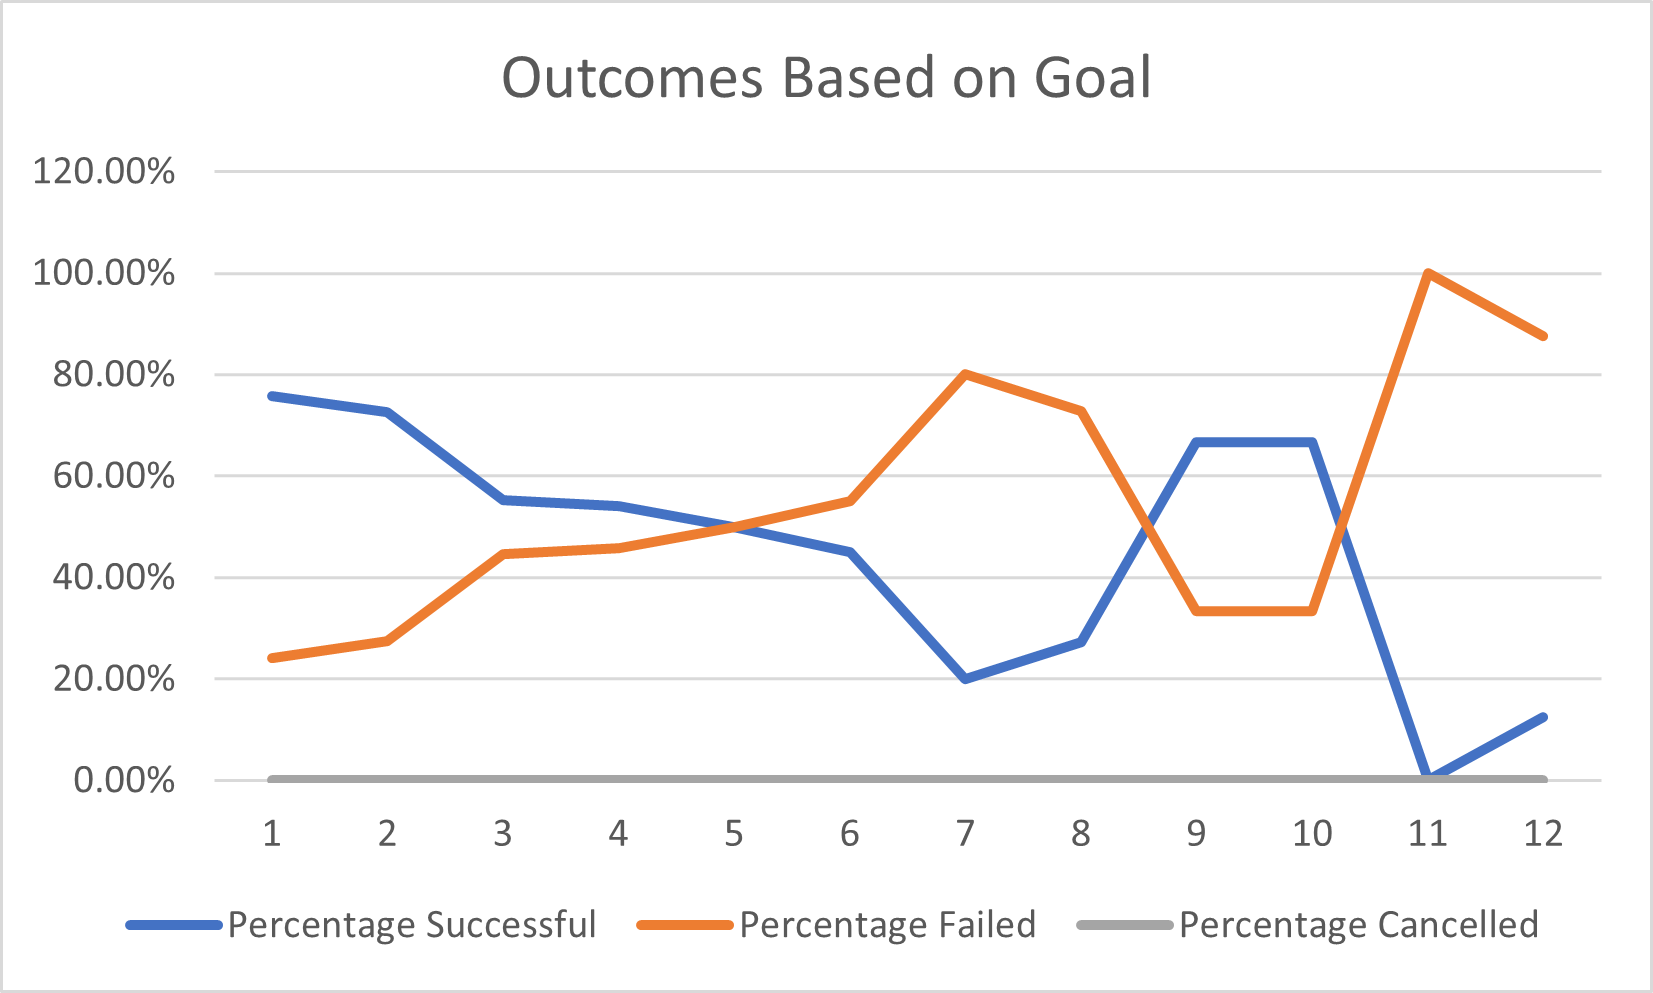 Outcomes Based on Goal
120.00%
100.00%
80.00%
60.00%
40.00%
20.00%
0.00%
1 2 3 4 5 6 7 8 9 10 11 12
Percentage Successful Percentage Failed Percentage Cancelled